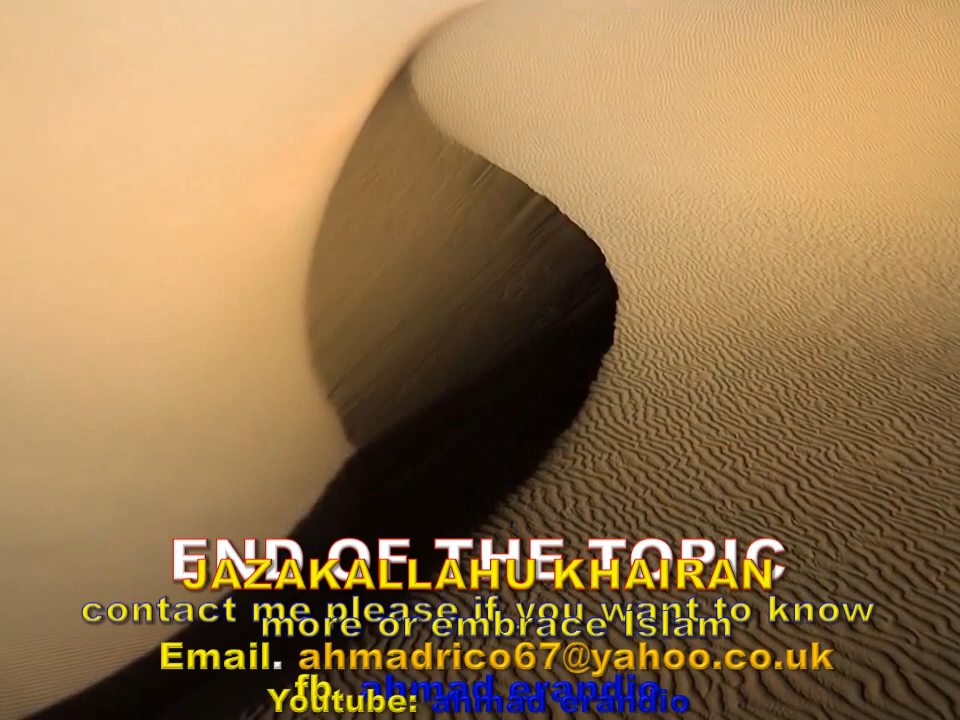 END OF THE TOPIC
JAZAKALLAHU KHAIRAN
contact me please if you want to know
more or embrace Islam
Email. ahmadrico67@yahoo.co.uk
fb. ahmad erandio
Youtube: ahmad erandio